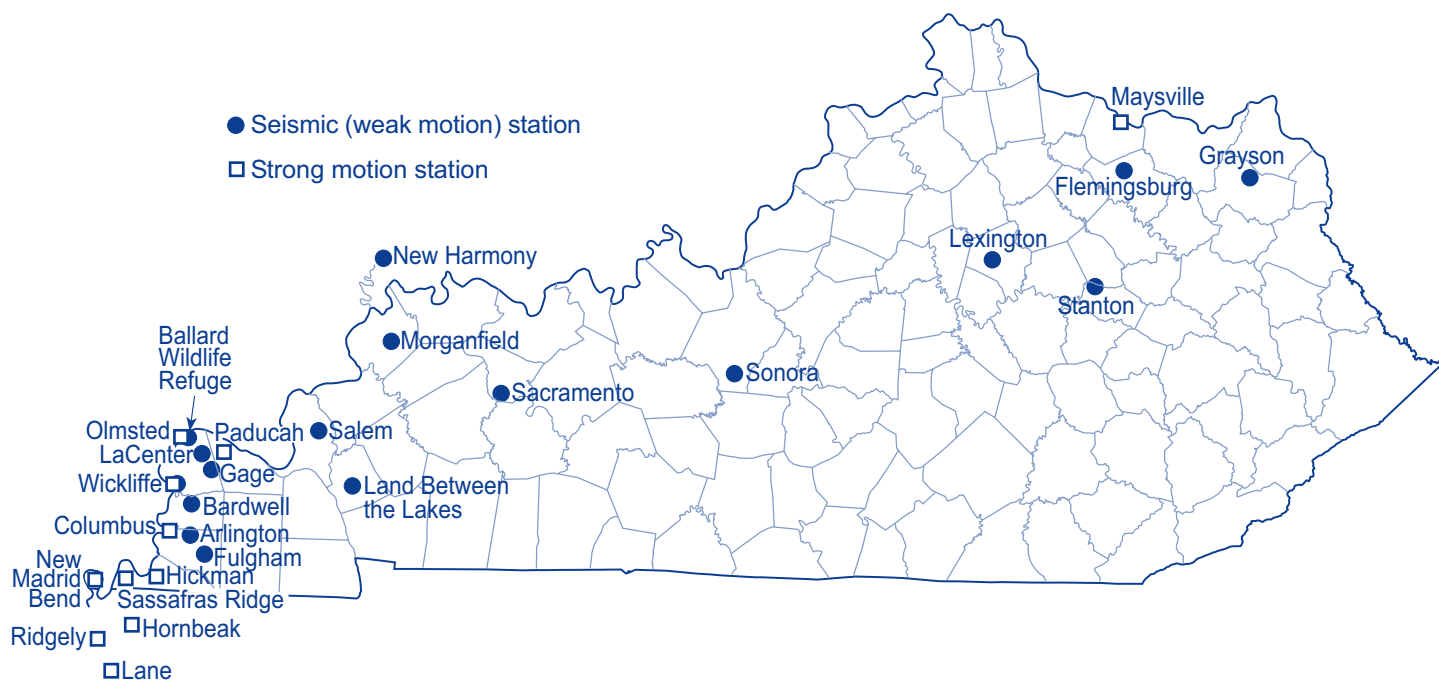 Seismic (weak motion) station
Strong motion station
Maysville
Grayson
Flemingsburg
Lexington
Stanton
New Harmony
Morganfield
Sacramento
Sonora
Ballard
Wildlife
Refuge
Olmsted
Paducah
Salem
LaCenter
Gage
Wickliffe
Land Between
the Lakes
Bardwell
Columbus
Arlington
Fulgham
New
Madrid
Bend
Hickman
Sassafras Ridge
Hornbeak
Ridgely
Lane